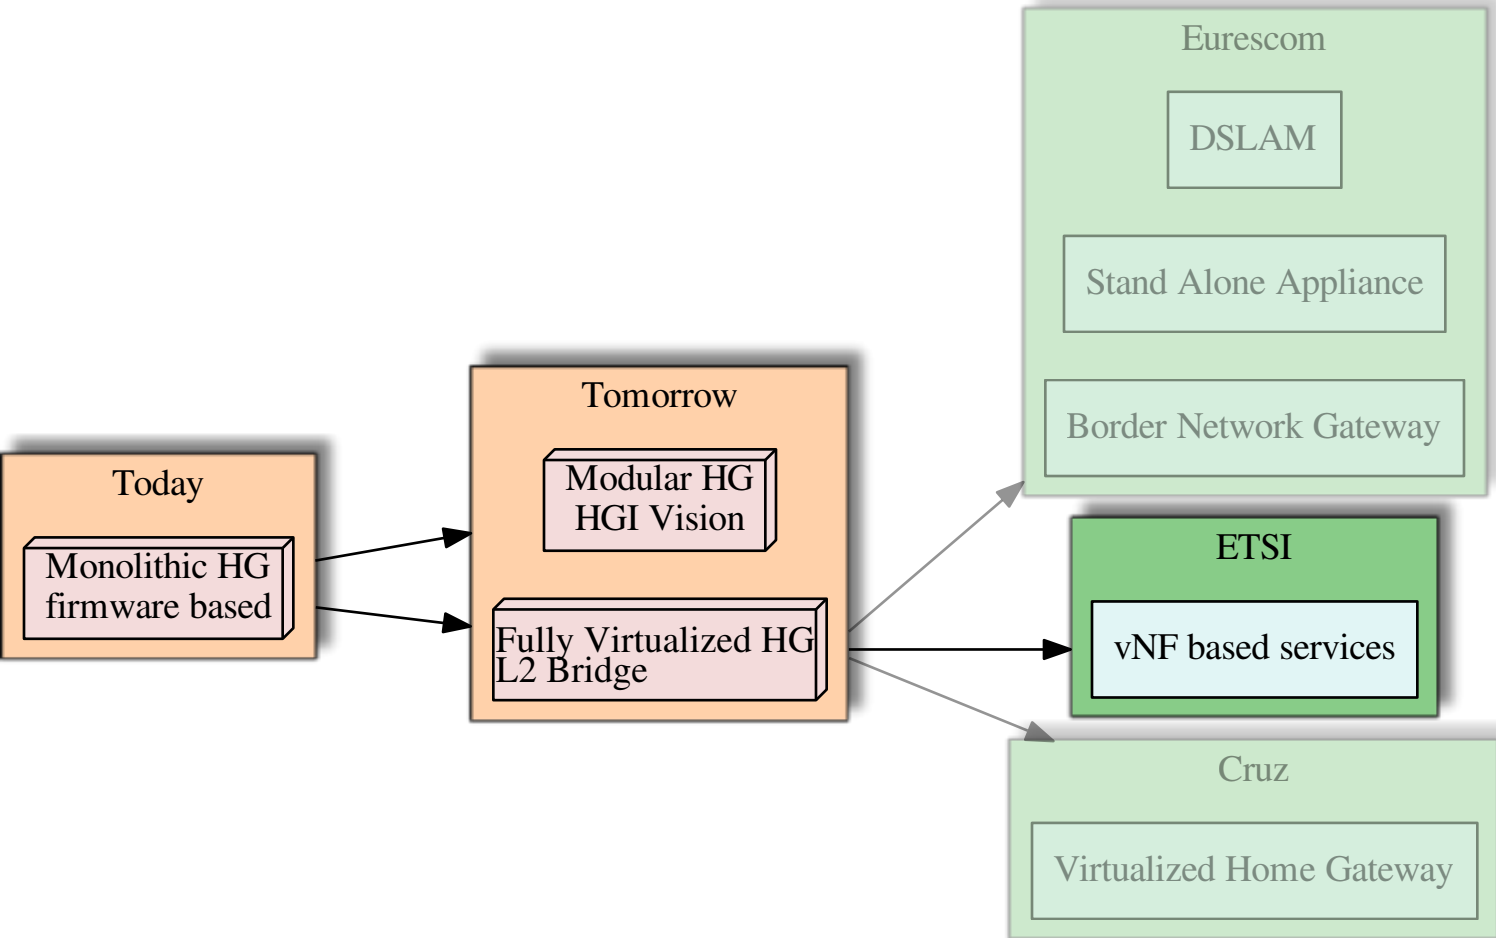 Today
Monolithic HG
firmware based
Tomorrow
Modular HG
HGI Vision
Fully Virtualized HG
L2 Bridge
Eurescom
DSLAM
Stand Alone Appliance
Border Network Gateway
ETSI
vNF based services
Cruz
Virtualized Home Gateway